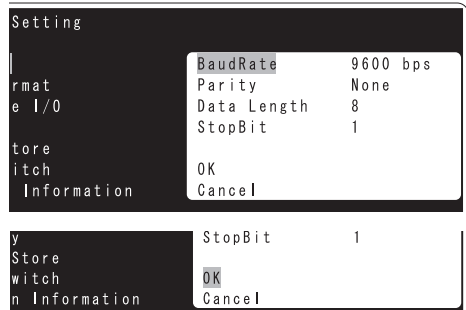 Setting
BaudRate 9600 bps
rmat Parity None
e I/O Data Length 8
StopBit 1
tore
itch OK
Information Cancel
y StopBit 1
Store
witch OK
n Information Cancel